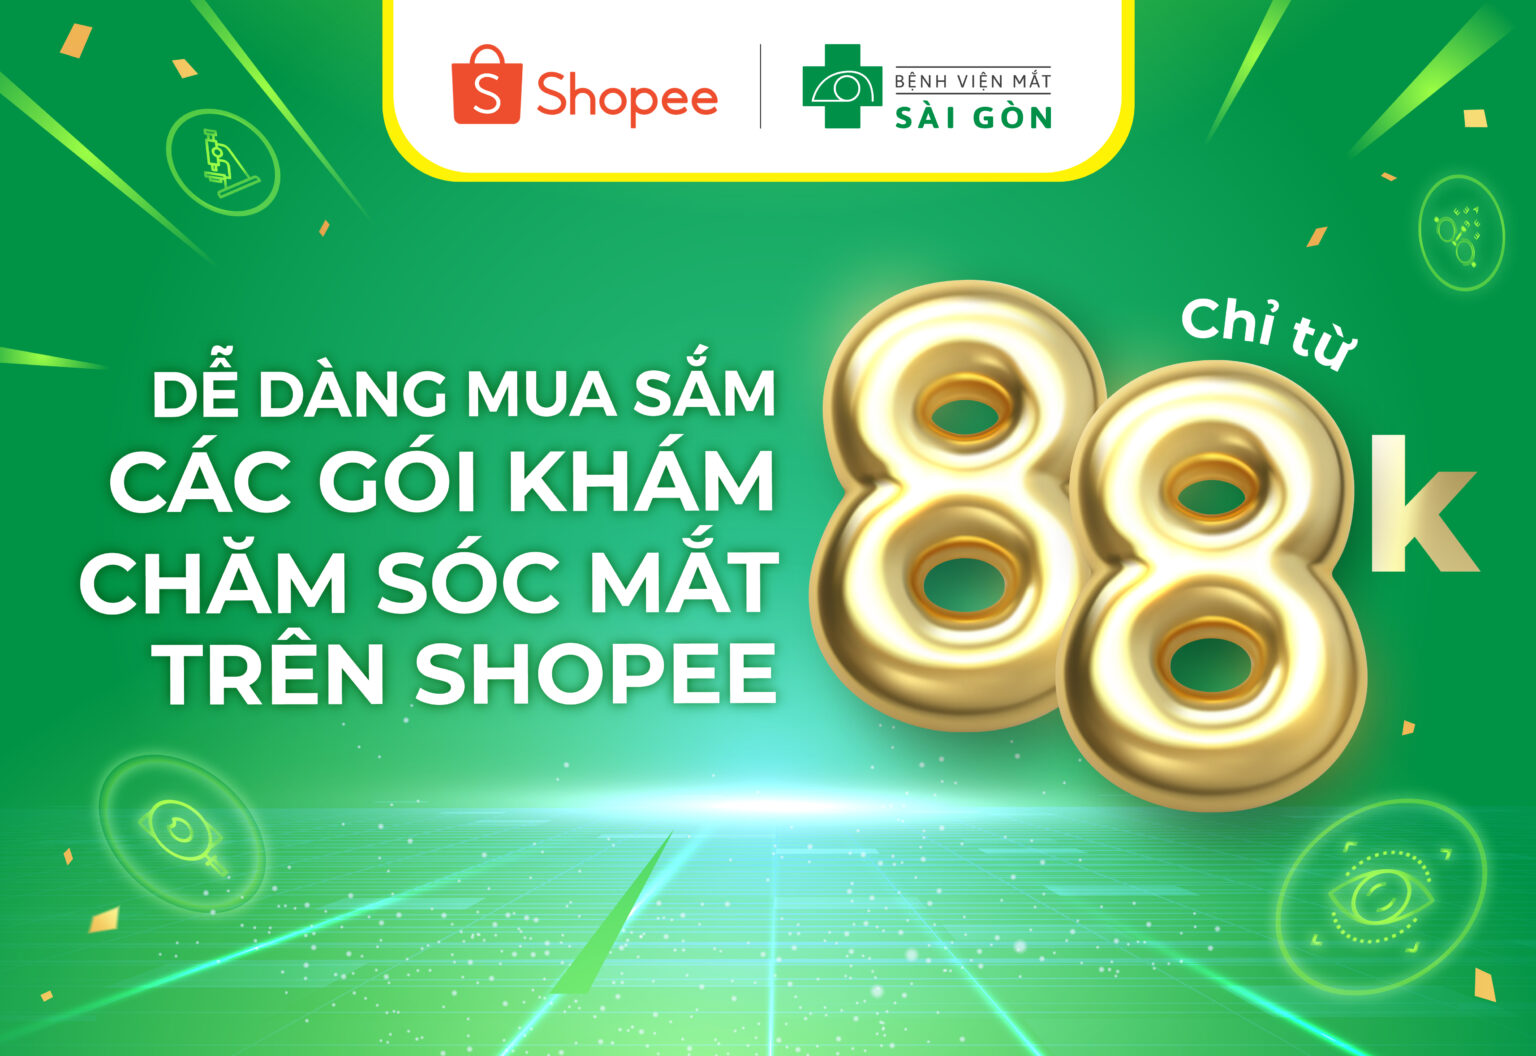 S Shopee
BỆNH VIỆN MẮT
SÀI GÒN
DỄ DÀNG MUA SẮM
CÁC GÓI KHÁM
CHĂM SÓC MẮT
TRÊN SHOPEE
Chỉ từ
88k